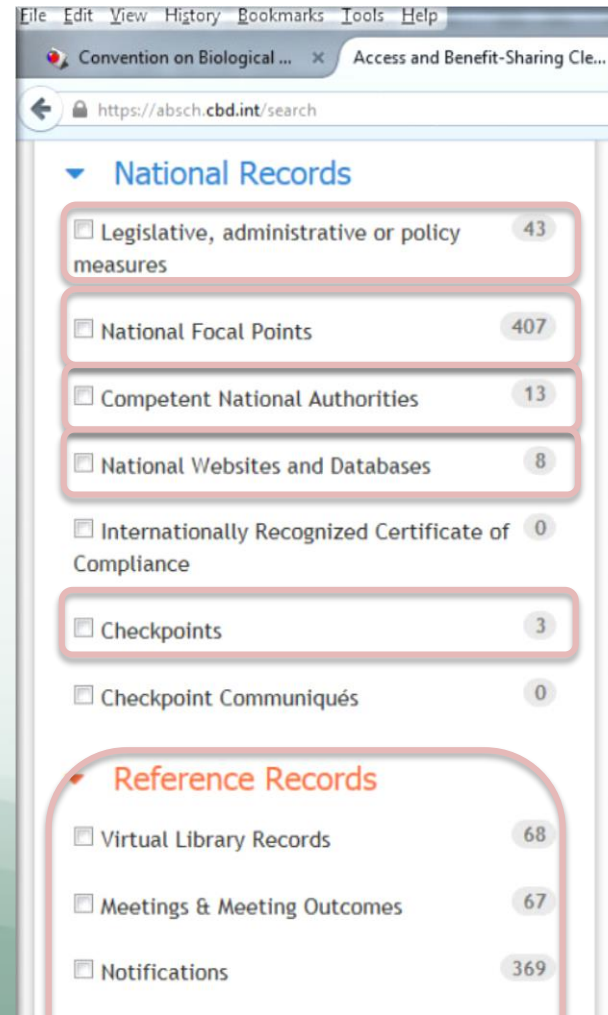 File Edit View History Bookmarks Tools Help
Convention on Biological ... × Access and Benefit-Sharing Cle...
https://absch.cbd.int/search
National Records
Legislative, administrative or policy 43
measures
National Focal Points 407
Competent National Authorities 13
National Websites and Databases 8
Internationally Recognized Certificate of 0
Compliance
Checkpoints 3
Checkpoint Communiqués 0
Reference Records
Virtual Library Records 68
Meetings & Meeting Outcomes 67
Notifications 369